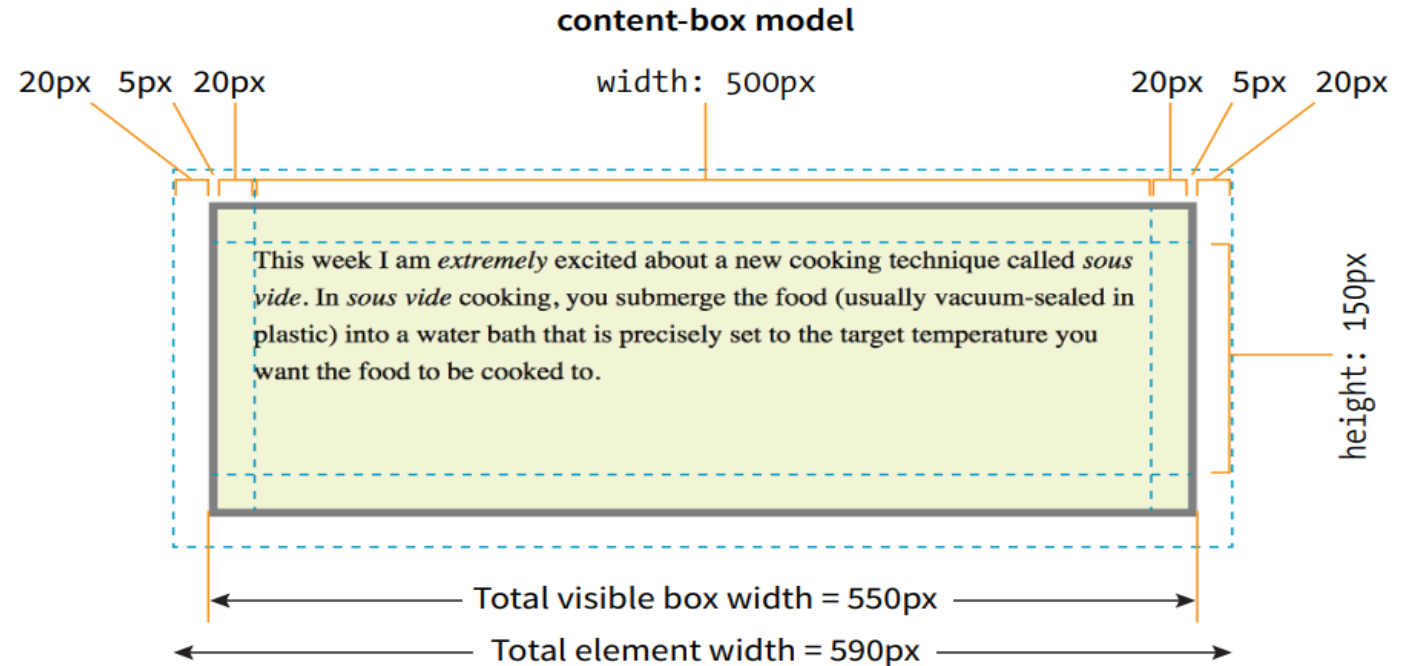 content-box model
20px 5px 20px width: 500px 20px 5px 20px
This week I am extremely excited about a new cooking technique called sous
vide. In sous vide cooking, you submerge the food (usually vacuum-sealed in
plastic) into a water bath that is precisely set to the target temperature you
want the food to be cooked to.
height: 150px
Total visible box width = 550px
Total element width = 590px